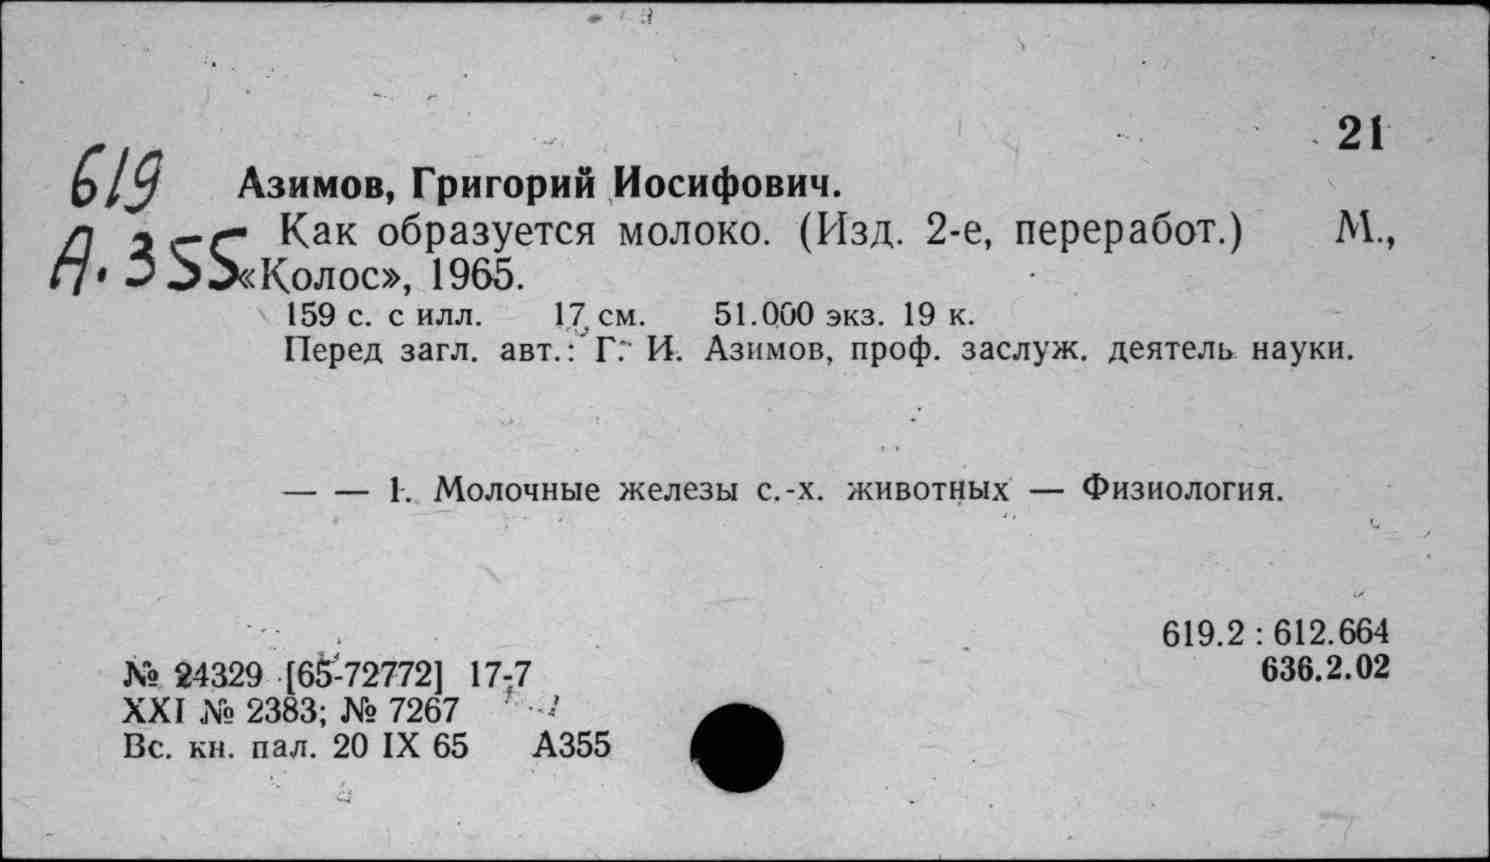 21
619 Азимов, Григорий Иосифович.
А.355 Как образуется молоко. (Изд. 2-е, переработ.) М.,
«Колос», 1965.
159 с. с илл. 17 см. 51.000 экз. 19 к.
Перед загл. авт.: Г. И. Азимов, проф. заслуж. деятель науки.
— — 1. Молочные железы с.-х. животных — Физиология.
619.2 : 612.664
636.2.02
№ 24329 [65-72772] 17-7
XXI № 2383; № 7267
Вс. кн. пал. 20 IX 65 А355